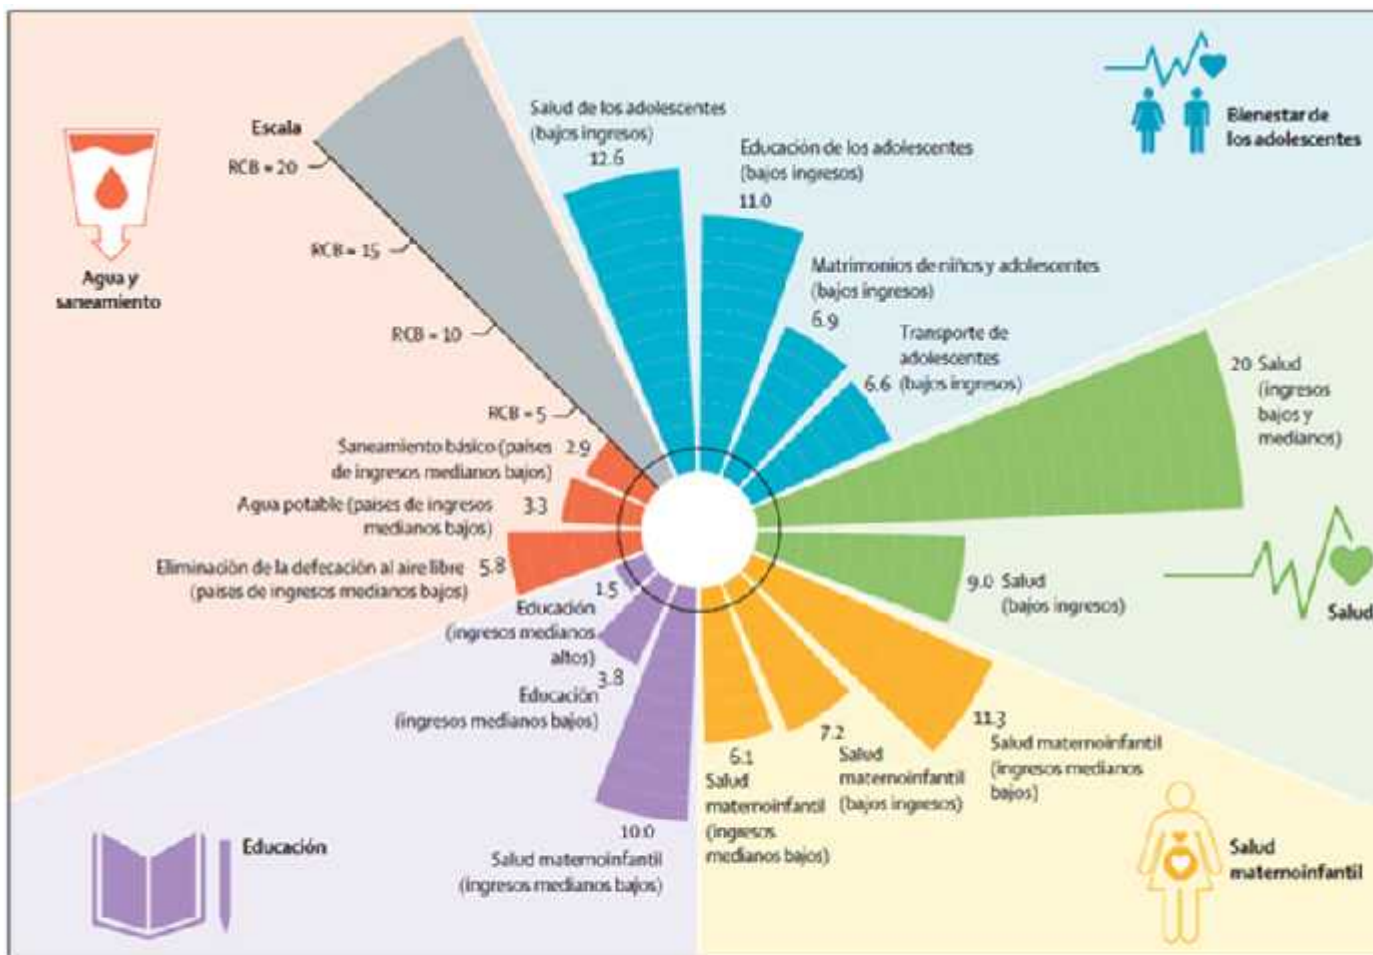 Escala
RCB = 20
RCB = 15
RCB = 10
RCB = 5
Agua y
saneamiento
Saneamiento básico (países
de ingresos medianos bajos)
2.9
Agua potable (países de ingresos
medianos bajos)
3.3
Eliminación de la defecación al aire libre
(países de ingresos medianos bajos)
5.8
Salud de los adolescentes
(bajos ingresos)
12.6
Educación de los adolescentes
(bajos ingresos)
11.0
Matrimonios de niños y adolescentes
(bajos ingresos)
6.9
Transporte de
adolescentes
(bajos ingresos)
6.6
Bienestar de
los adolescentes
20 Salud
(ingresos
bajos y
medianos)
9.0 Salud
(bajos ingresos)
Salud
11.3
Salud maternoinfantil
(ingresos medianos
bajos)
7.2
Salud
maternoinfantil
(bajos ingresos)
6.1
Salud
maternoinfantil
(ingresos
medianos bajos)
Salud
maternoinfantil
1.5
Educación
(ingresos medianos
altos)
3.8
Educación
(ingresos medianos bajos)
10.0
Salud maternoinfantil
(ingresos medianos bajos)
Educación